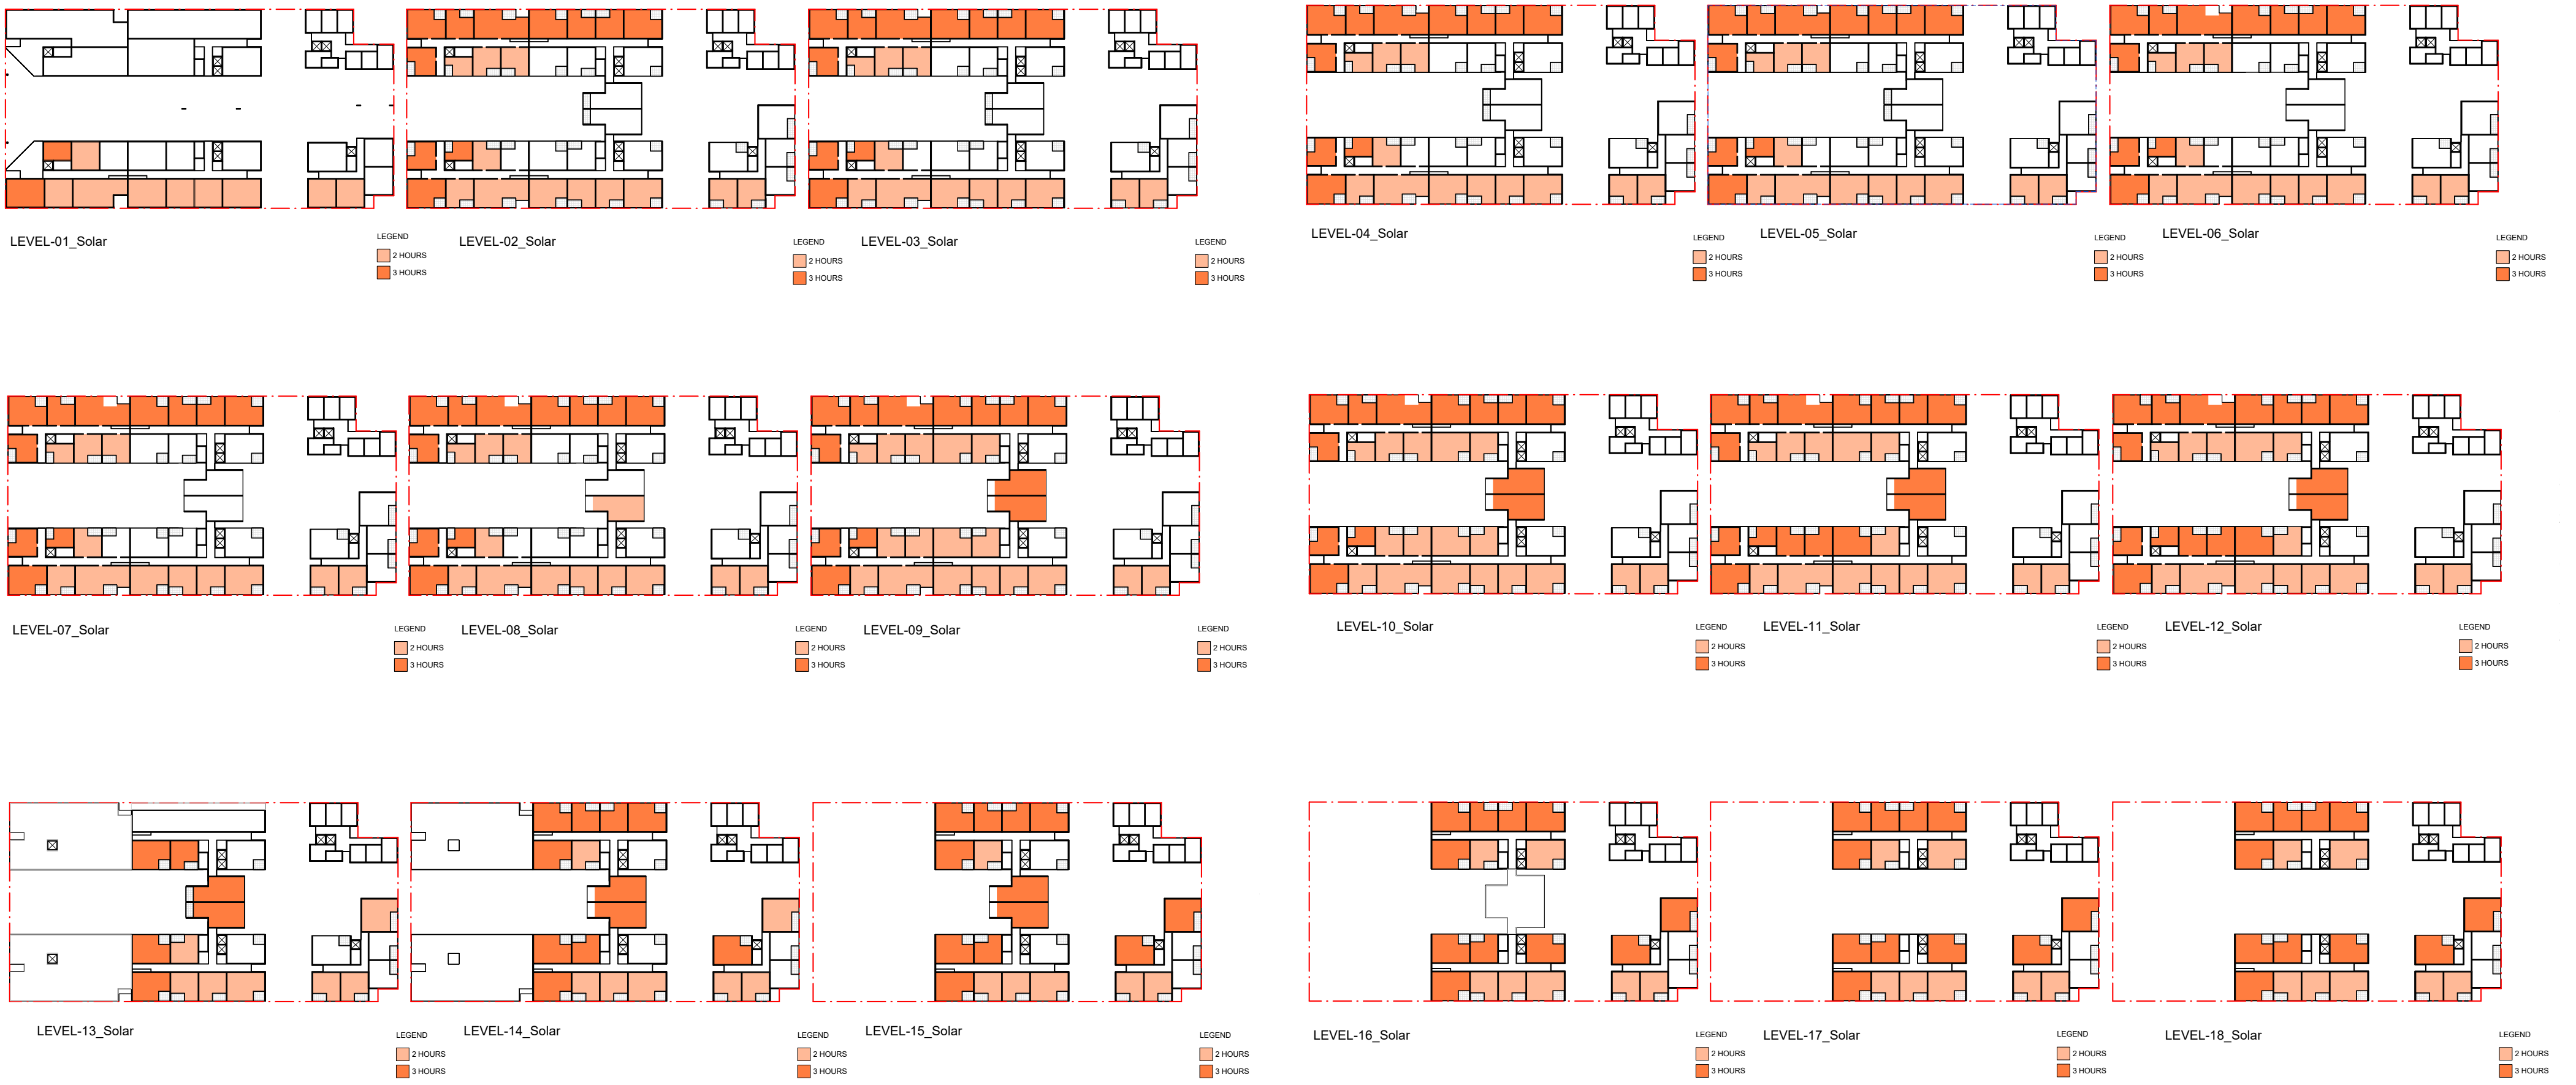 LEVEL-01_Solar
LEGEND
2 HOURS
3 HOURS
LEVEL-02_Solar
LEGEND
2 HOURS
3 HOURS
LEVEL-03_Solar
LEGEND
2 HOURS
3 HOURS
LEVEL-04_Solar
LEGEND
2 HOURS
3 HOURS
LEVEL-05_Solar
LEGEND
2 HOURS
3 HOURS
LEVEL-06_Solar
LEGEND
2 HOURS
3 HOURS
LEVEL-07_Solar
LEGEND
2 HOURS
3 HOURS
LEVEL-08_Solar
LEGEND
2 HOURS
3 HOURS
LEVEL-09_Solar
LEGEND
2 HOURS
3 HOURS
LEVEL-10_Solar
LEGEND
2 HOURS
3 HOURS
LEVEL-11_Solar
LEGEND
2 HOURS
3 HOURS
LEVEL-12_Solar
LEGEND
2 HOURS
3 HOURS
LEVEL-13_Solar
LEGEND
2 HOURS
3 HOURS
LEVEL-14_Solar
LEGEND
2 HOURS
3 HOURS
LEVEL-15_Solar
LEGEND
2 HOURS
3 HOURS
LEVEL-16_Solar
LEGEND
2 HOURS
3 HOURS
LEVEL-17_Solar
LEGEND
2 HOURS
3 HOURS
LEVEL-18_Solar
LEGEND
2 HOURS
3 HOURS